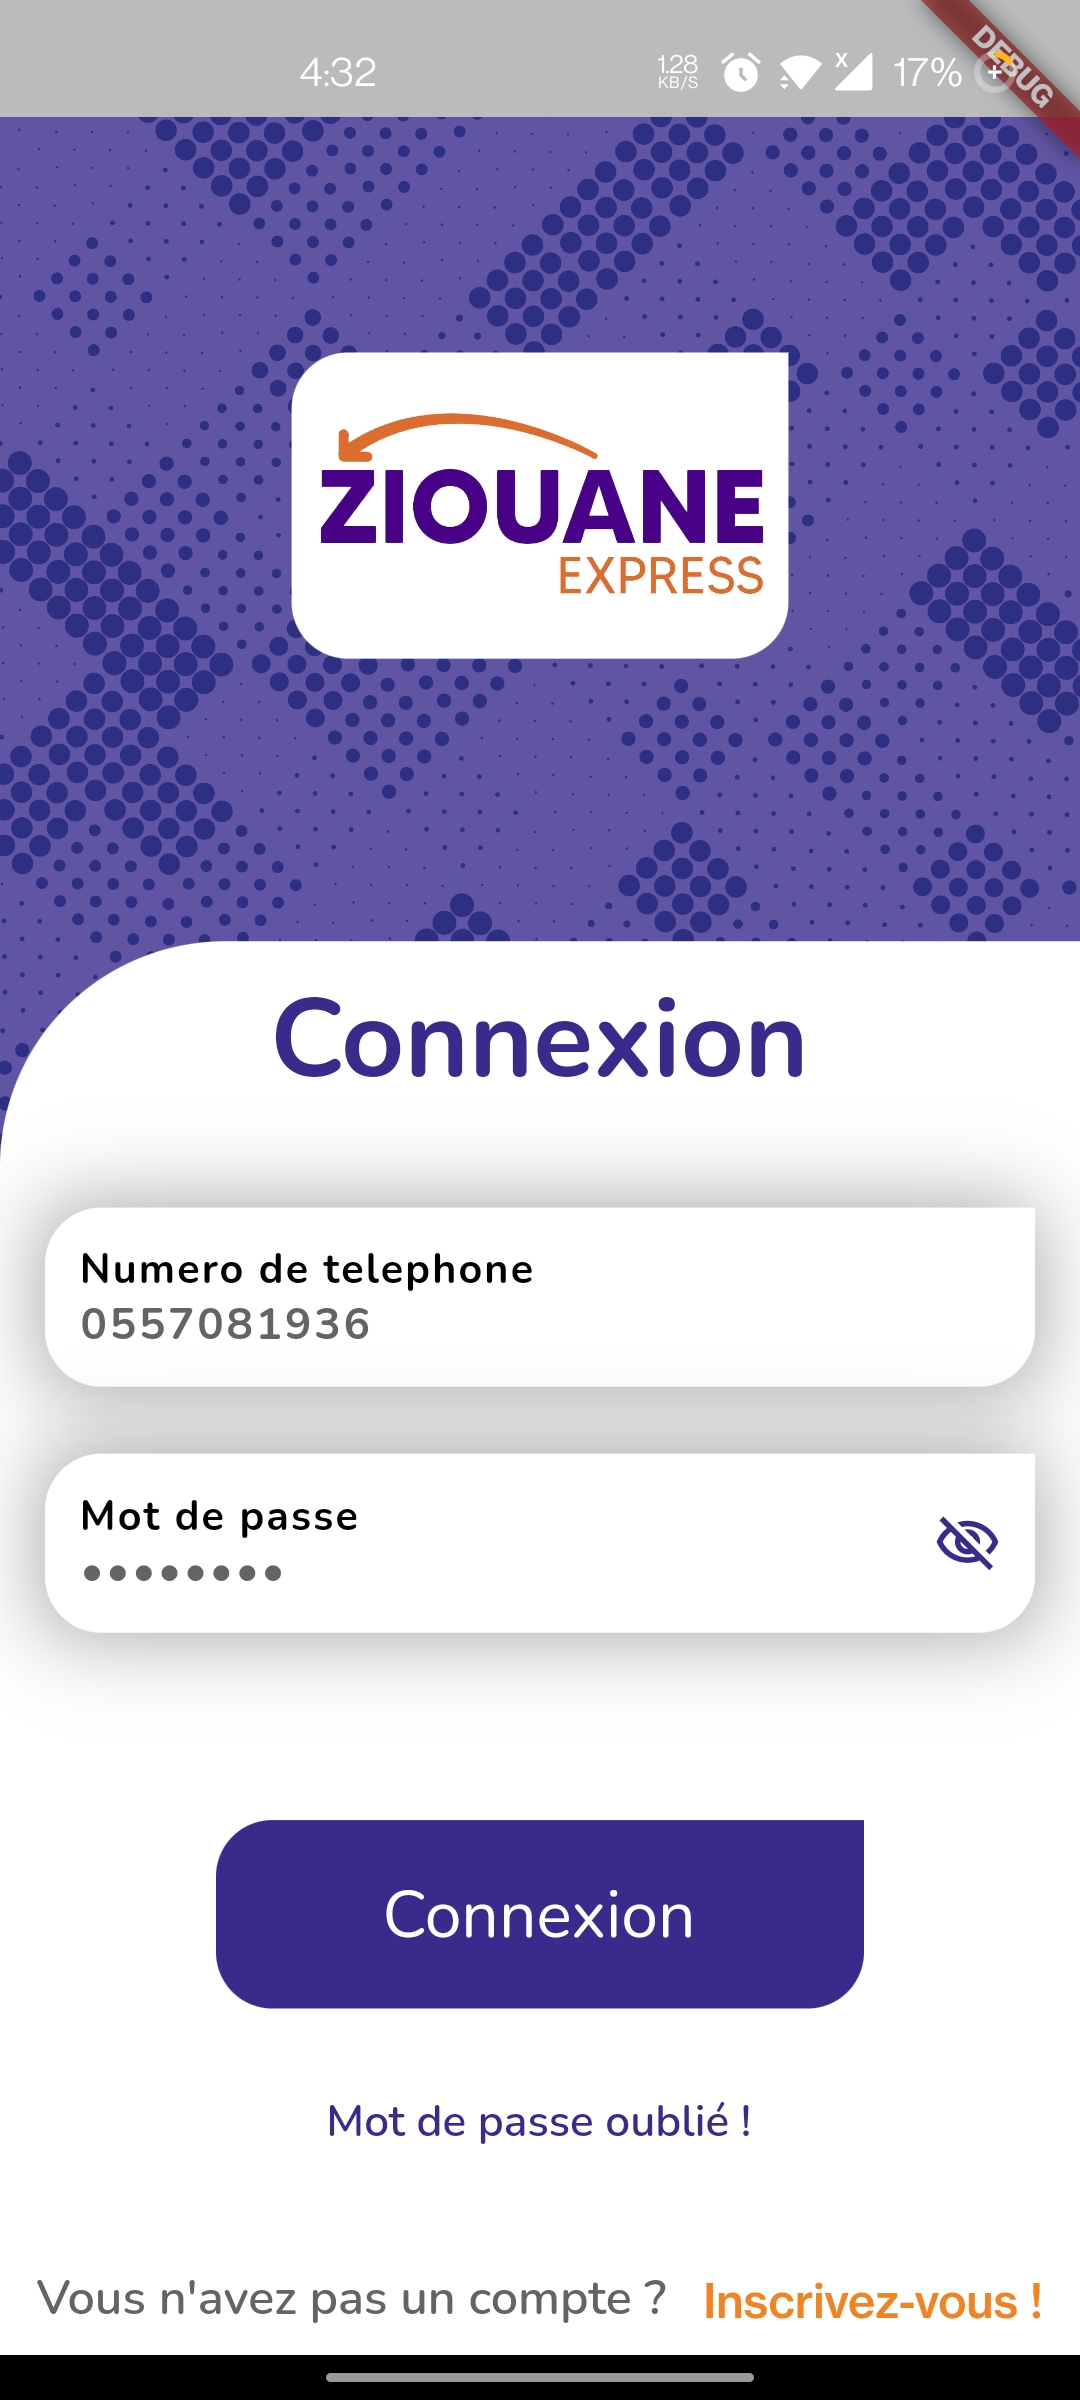 4:32
1.28
KB/S
X
17%
DEBUG
ZIOUANE
EXPRESS
Connexion
Numero de telephone
0557081936
Mot de passe
••••••••
Connexion
Mot de passe oublié !
Vous n'avez pas un compte ? Inscrivez-vous !